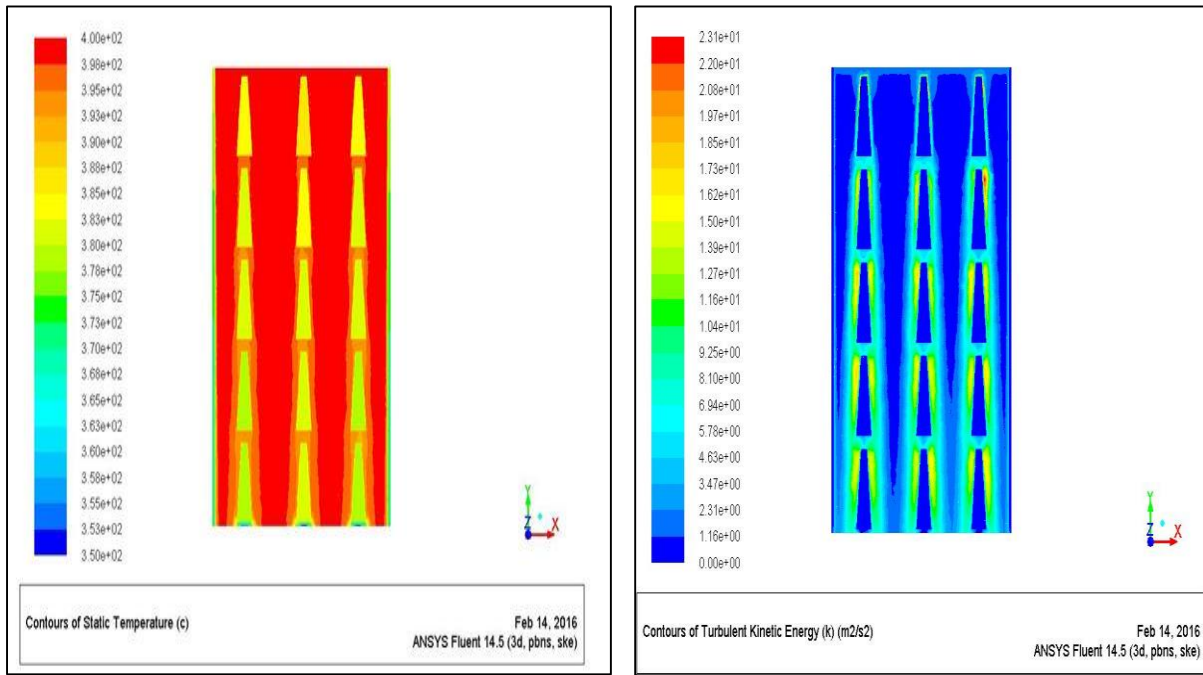 4.00e+02
3.98e+02
3.95e+02
3.93e+02
3.90e+02
3.88e+02
3.85e+02
3.83e+02
3.80e+02
3.78e+02
3.75e+02
3.73e+02
3.70e+02
3.68e+02
3.65e+02
3.63e+02
3.60e+02
3.58e+02
3.55e+02
3.53e+02
3.50e+02
Y
Z X
Contours of Static Temperature (c)
Feb 14, 2016
ANSYS Fluent 14.5 (3d, pbns, ske)
2.31e+01
2.20e+01
2.08e+01
1.97e+01
1.85e+01
1.73e+01
1.62e+01
1.50e+01
1.39e+01
1.27e+01
1.16e+01
1.04e+01
9.25e+00
8.10e+00
6.94e+00
5.78e+00
4.63e+00
3.47e+00
2.31e+00
1.16e+00
0.00e+00
Y
Z X
Contours of Turbulent Kinetic Energy (k) (m2/s2)
Feb 14, 2016
ANSYS Fluent 14.5 (3d, pbns, ske)